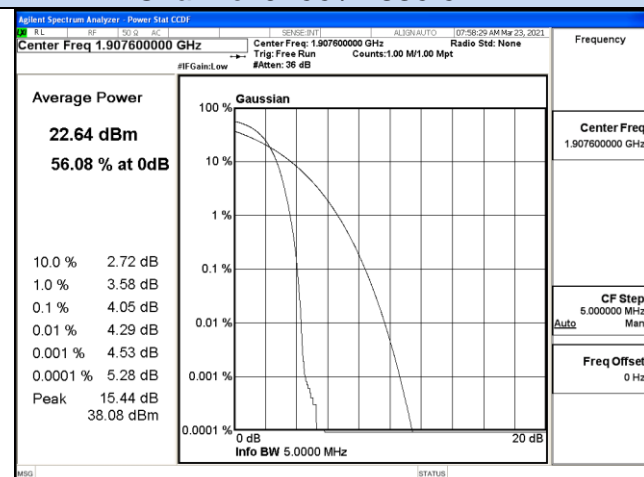 Agilent Spectrum Analyzer - Power Stat CCDF
RL RF 50 Ω AC SENSE:INT ALIGN AUTO 07:58:29 AM Mar 23, 2021
Center Freq 1.907600000 GHz
Center Freq: 1.907600000 GHz Radio Std: None
Trig: Free Run Counts:1.00 M/1.00 Mpt
#IFGain:Low #Atten: 36 dB
Frequency
Average Power
22.64 dBm
56.08 % at 0dB
10.0 % 2.72 dB
1.0 % 3.58 dB
0.1 % 4.05 dB
0.01 % 4.29 dB
0.001 % 4.53 dB
0.0001 % 5.28 dB
Peak 15.44 dB
38.08 dBm
Gaussian
100 %
10 %
1 %
0.1 %
0.01 %
0.001 %
0.0001 %
0 dB 20 dB
Info BW 5.0000 MHz
Center Freq
1.907600000 GHz
CF Step
5.000000 MHz
Auto Man
Freq Offset
0 Hz
MSG STATUS